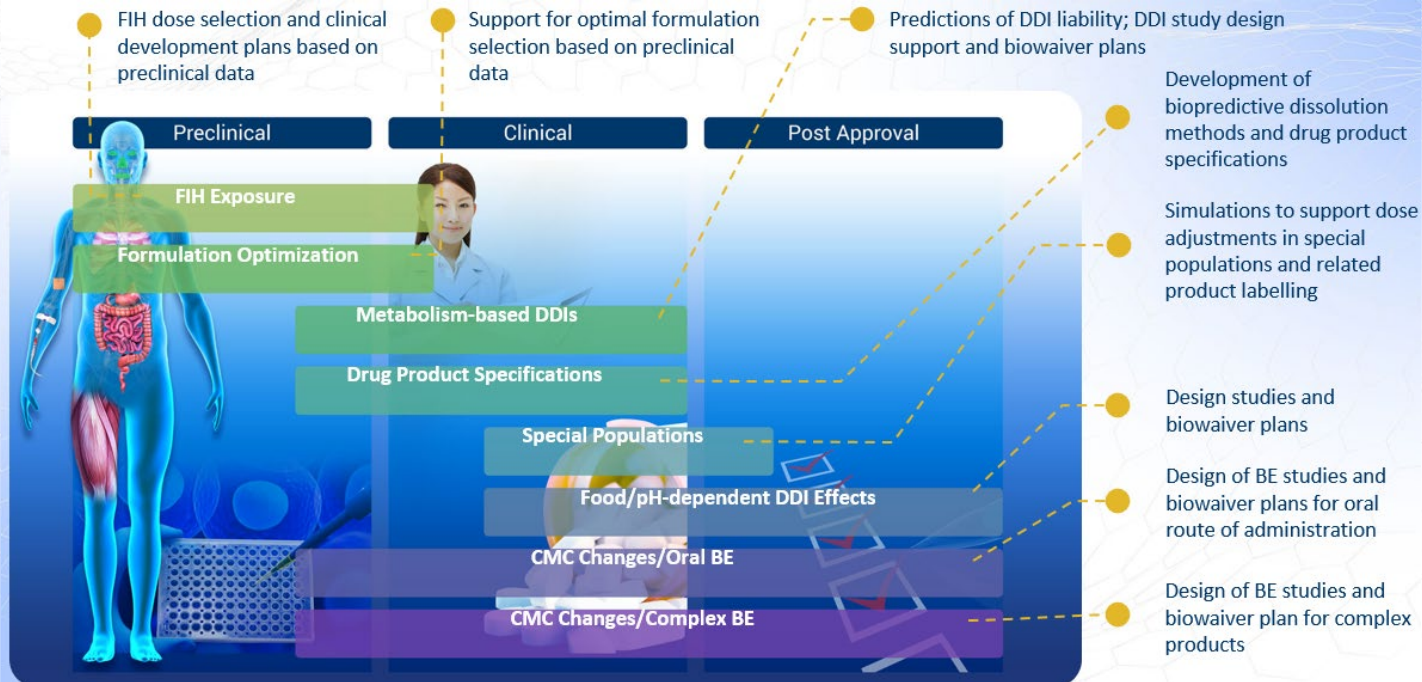 FIH dose selection and clinical
development plans based on
preclinical data
Support for optimal formulation
selection based on preclinical
data
Predictions of DDI liability; DDI study design
support and biowaiver plans
Development of
biopredictive dissolution
methods and drug product
specifications
Simulations to support dose
adjustments in special
populations and related
product labelling
Design studies and
biowaiver plans
Design of BE studies and
biowaiver plans for oral
route of administration
Design of BE studies and
biowaiver plan for complex
products
Preclinical
Clinical
Post Approval
FIH Exposure
Formulation Optimization
Metabolism-based DDIs
Drug Product Specifications
Special Populations
Food/pH-dependent DDI Effects
CMC Changes/Oral BE
CMC Changes/Complex BE